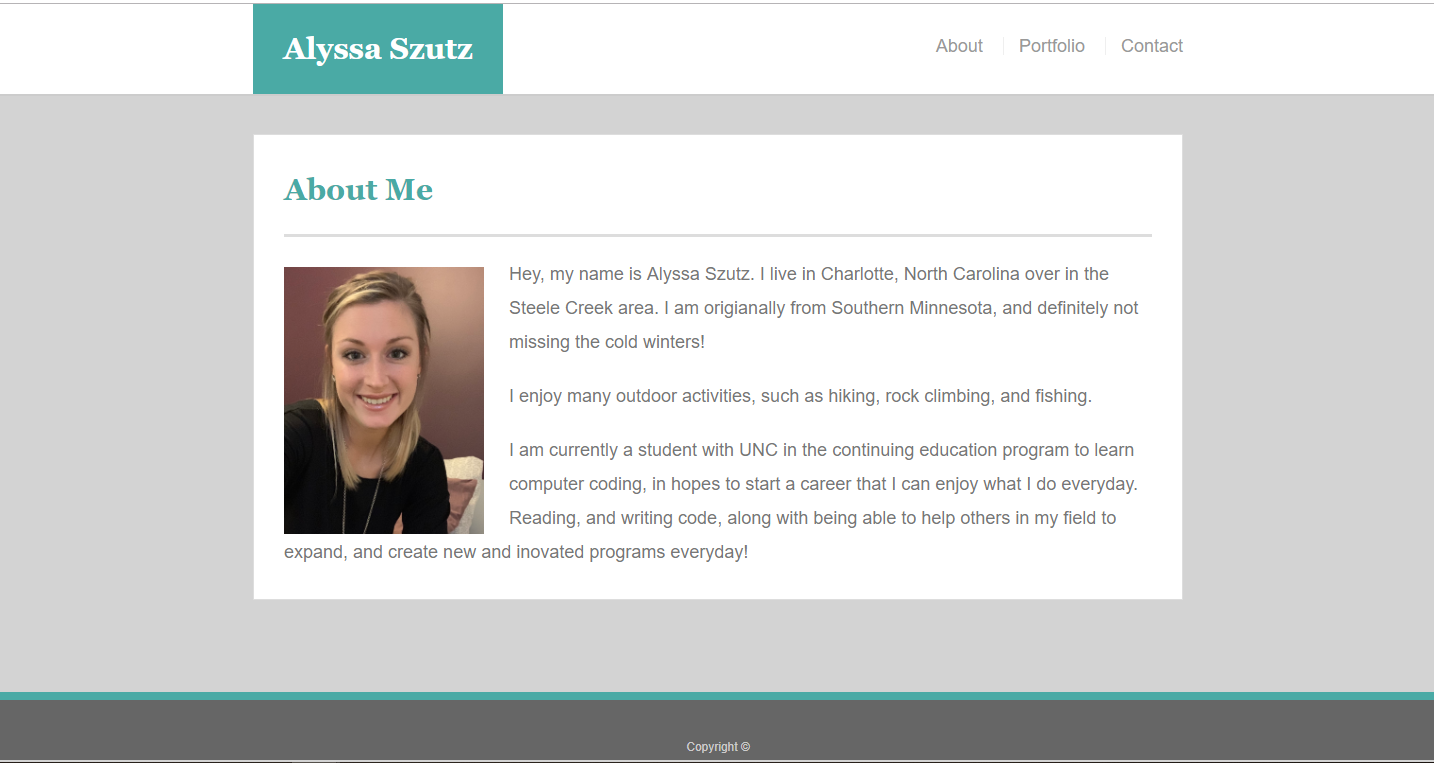 Alyssa Szutz
About
Portfolio
Contact
About Me
Hey, my name is Alyssa Szutz. I live in Charlotte, North Carolina over in the
Steele Creek area. I am origianally from Southern Minnesota, and definitely not
missing the cold winters!
I enjoy many outdoor activities, such as hiking, rock climbing, and fishing.
I am currently a student with UNC in the continuing education program to learn
computer coding, in hopes to start a career that I can enjoy what I do everyday.
Reading, and writing code, along with being able to help others in my field to
expand, and create new and inovated programs everyday!
Copyright ©